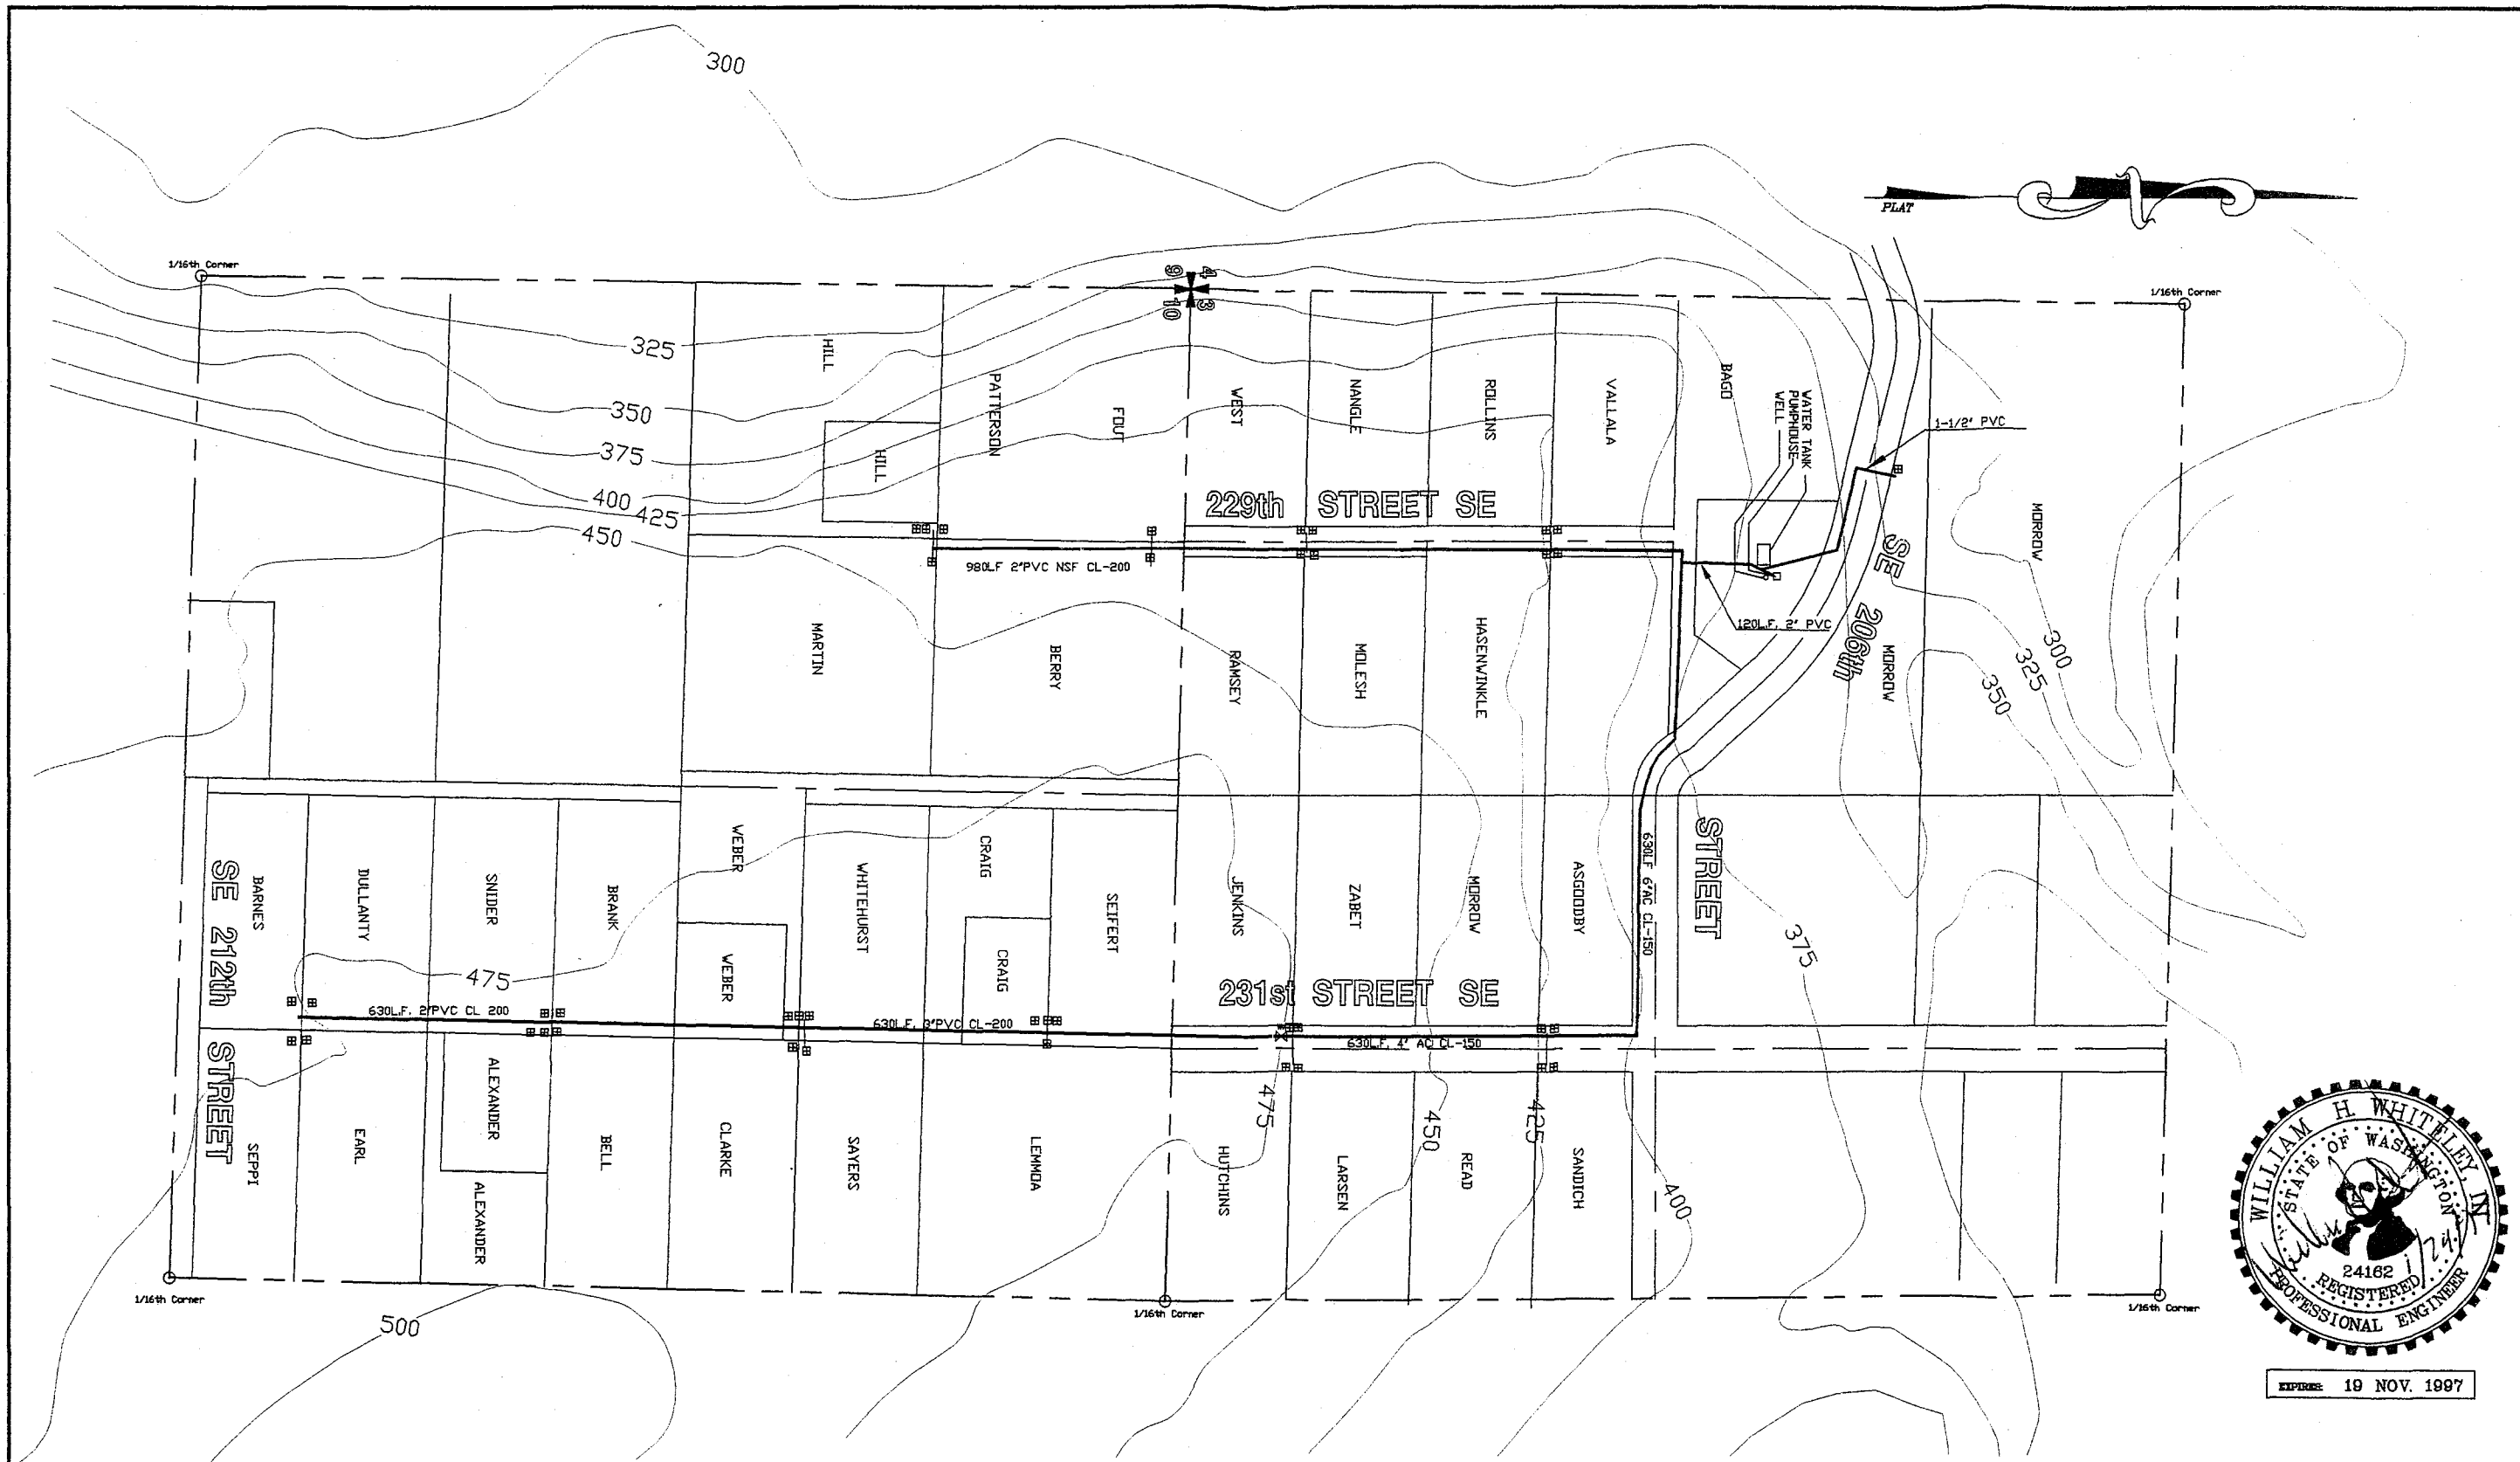 300
PLAT
1/16th Corner
4
9
3
10
1/16th Corner
325
350
375
400
425
450
HILL
HILL
PATTERSON
FOUT
WEST
NANGLE
ROLLINS
VALLALA
BAGO
WATER TANK
PUMPHOUSE
WELL
1-1/2" PVC
MORROW
229th STREET SE
980LF 2"PVC NSF CL-200
120L.F. 2" PVC
SE 206th STREET
MORROW
300
325
350
MARTIN
BERRY
RAMSEY
MOLESH
HASENWINKLE
630LF 6"AC CL-150
BARNES
DULLANTY
SNIDER
BRANK
WEBER
WEBER
WHITEHURST
CRAIG
CRAIG
SEIFERT
JENKINS
ZABET
MORROW
ASGOODBY
375
475
SE 212th STREET
231st STREET SE
630L.F. 2"PVC CL 200
630L.F. 3"PVC CL-200
630L.F. 4" AC CL-150
SEPPI
EARL
ALEXANDER
ALEXANDER
BELL
CLARKE
SAYERS
LEMMOA
HUTCHINS
LARSEN
READ
SANDICH
475
450
425
400
500
1/16th Corner
1/16th Corner
1/16th Corner
WILLIAM H. WHITELEY, IV
STATE OF WASHINGTON
24162
REGISTERED
PROFESSIONAL ENGINEER
EXPIRES: 19 NOV. 1997